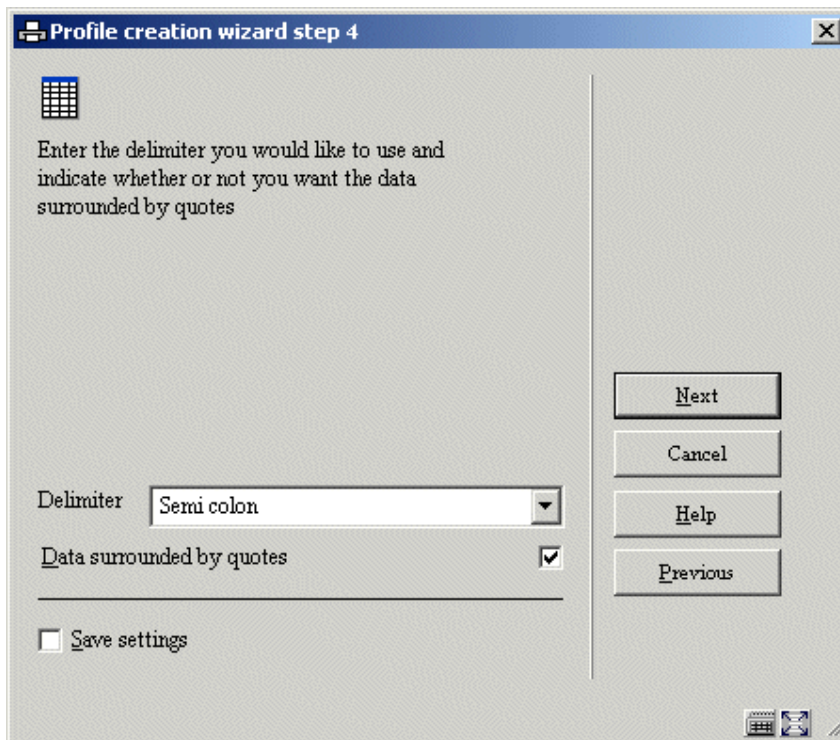 Profile creation wizard step 4
Enter the delimiter you would like to use and
indicate whether or not you want the data
surrounded by quotes
Delimiter
Semi colon
Data surrounded by quotes
Save settings
Next
Cancel
Help
Previous